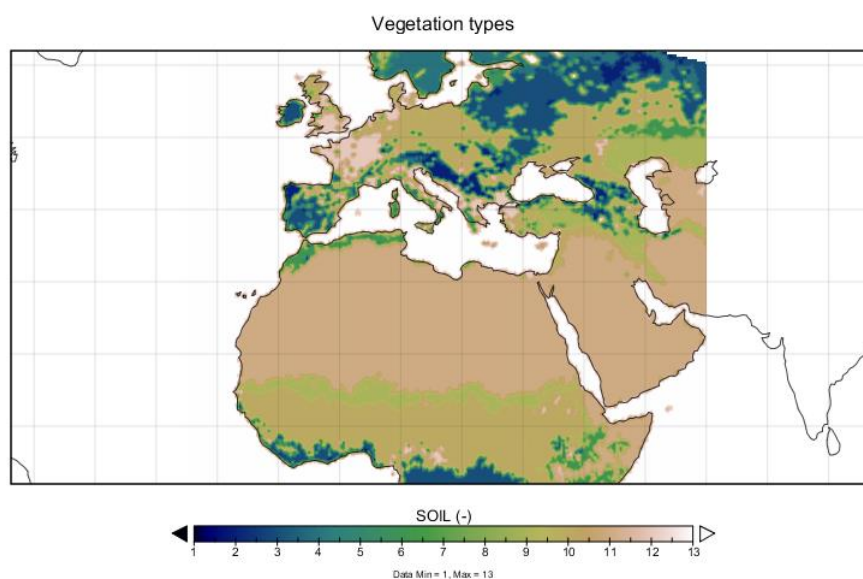 Vegetation types
SOIL (-)
1 2 3 4 5 6 7 8 9 10 11 12 13
Data Min = 1, Max = 13